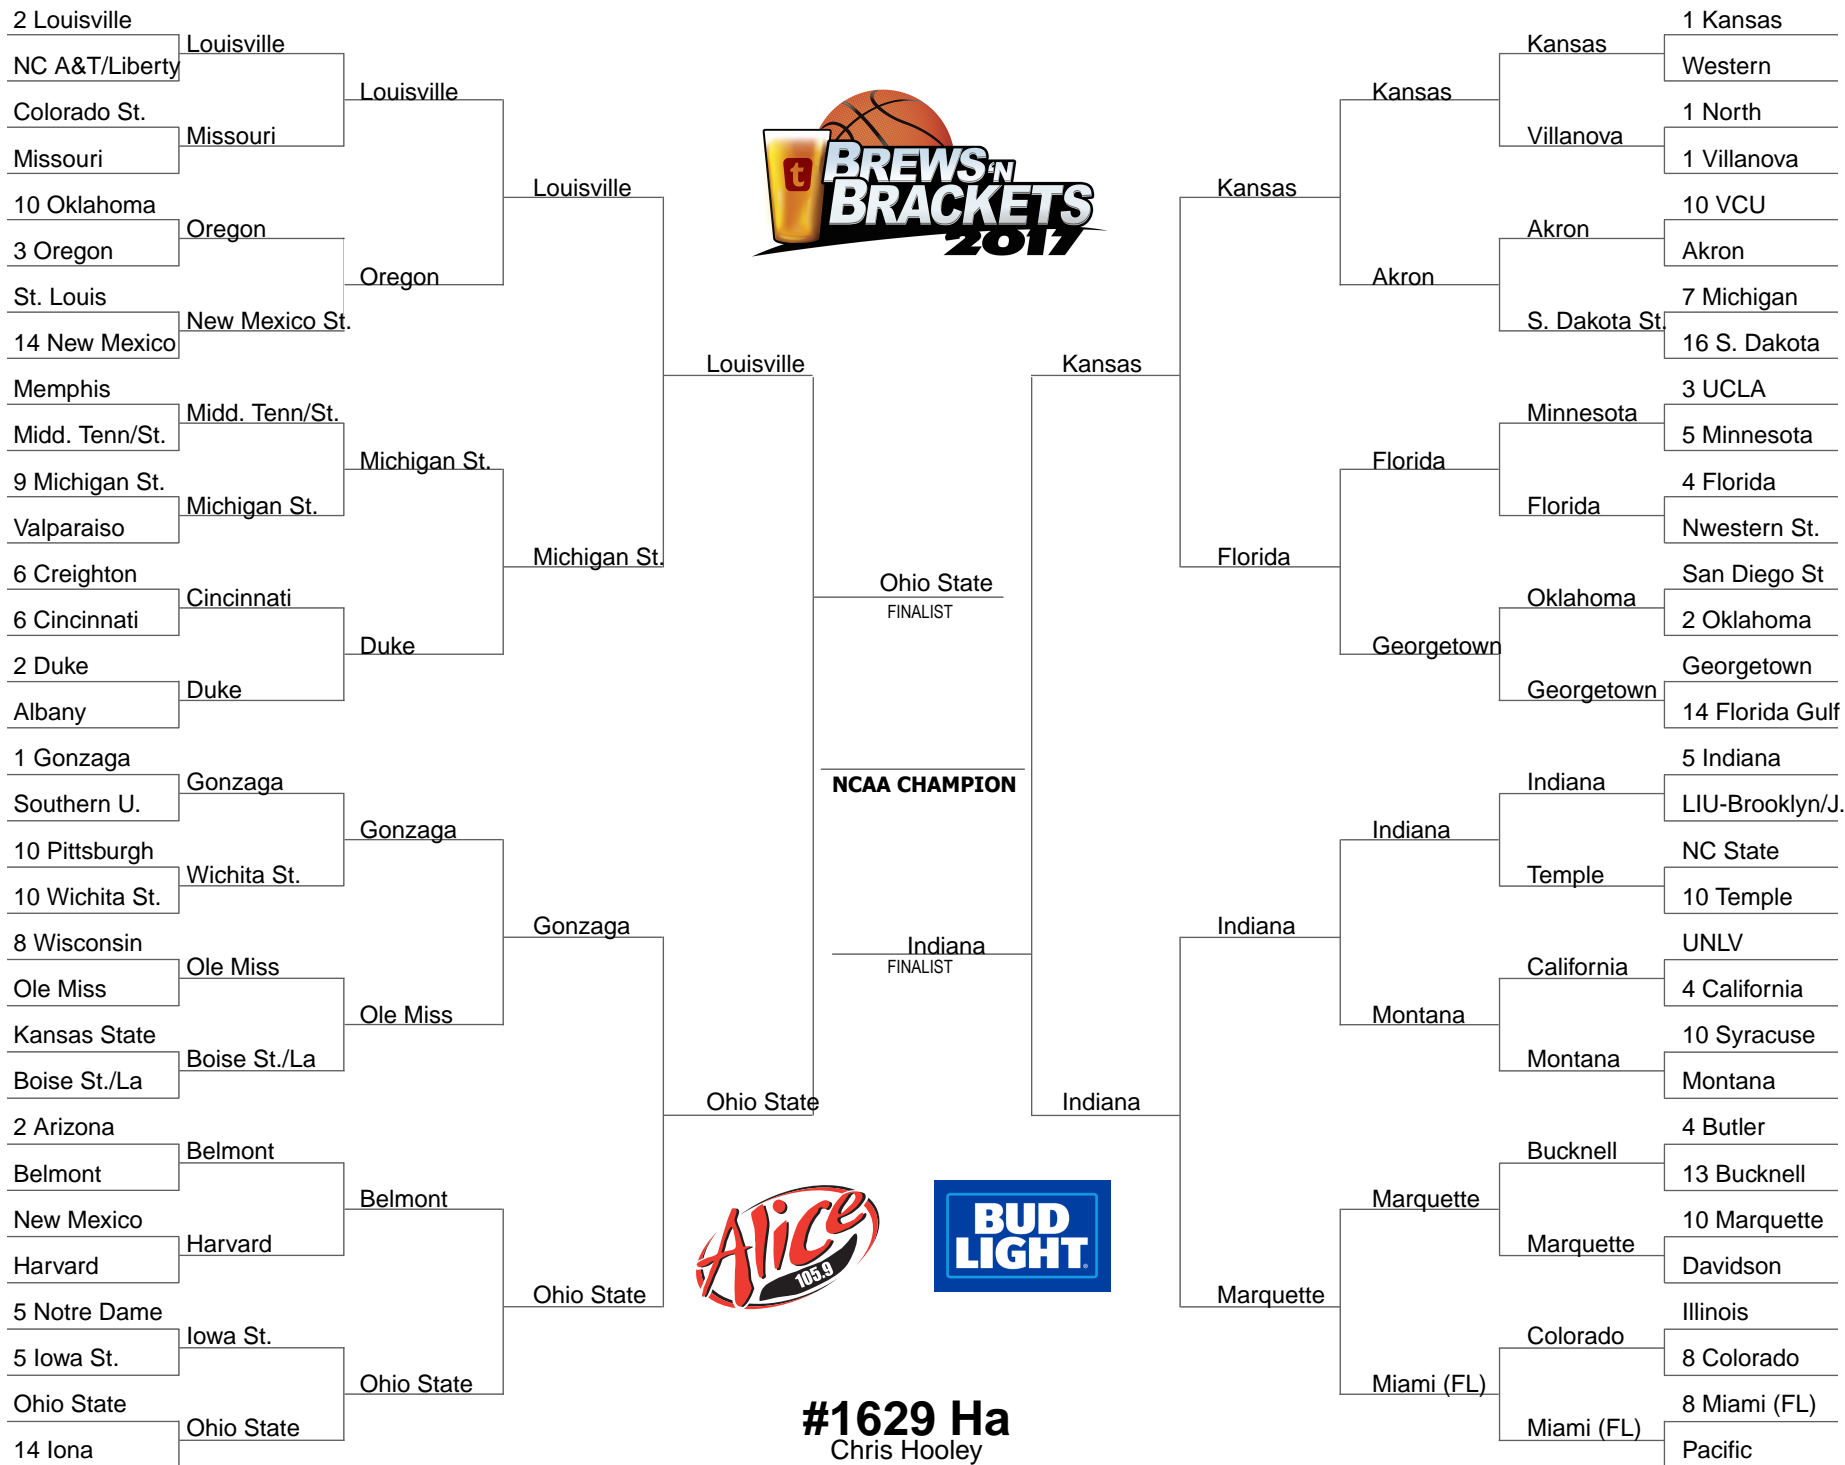 2 Louisville
NC A&T/Liberty
Colorado St.
Missouri
10 Oklahoma
3 Oregon
St. Louis
14 New Mexico
Memphis
Midd. Tenn/St.
9 Michigan St.
Valparaiso
6 Creighton
6 Cincinnati
2 Duke
Albany
1 Gonzaga
Southern U.
10 Pittsburgh
10 Wichita St.
8 Wisconsin
Ole Miss
Kansas State
Boise St./La
2 Arizona
Belmont
New Mexico
Harvard
5 Notre Dame
5 Iowa St.
Ohio State
14 Iona
Louisville
Missouri
Oregon
New Mexico St.
Midd. Tenn/St.
Michigan St.
Cincinnati
Duke
Gonzaga
Wichita St.
Ole Miss
Boise St./La
Belmont
Harvard
Iowa St.
Ohio State
Louisville
Oregon
Michigan St.
Duke
Gonzaga
Ole Miss
Belmont
Ohio State
Louisville
Michigan St.
Gonzaga
Ohio State
Louisville
Ohio State
t
BREWS 'N
BRACKETS
2017
Ohio State
FINALIST
NCAA CHAMPION
Indiana
FINALIST
Alice
105.9
BUD
LIGHT®
#1629 Ha
Chris Hooley
Kansas
Indiana
Kansas
Florida
Indiana
Marquette
Kansas
Akron
Florida
Georgetown
Indiana
Montana
Marquette
Miami (FL)
Kansas
Villanova
Akron
S. Dakota St.
Minnesota
Florida
Oklahoma
Georgetown
Indiana
Temple
California
Montana
Bucknell
Marquette
Colorado
Miami (FL)
1 Kansas
Western
1 North
1 Villanova
10 VCU
Akron
7 Michigan
16 S. Dakota
3 UCLA
5 Minnesota
4 Florida
Nwestern St.
San Diego St
2 Oklahoma
Georgetown
14 Florida Gulf
5 Indiana
LIU-Brooklyn/J.
NC State
10 Temple
UNLV
4 California
10 Syracuse
Montana
4 Butler
13 Bucknell
10 Marquette
Davidson
Illinois
8 Colorado
8 Miami (FL)
Pacific